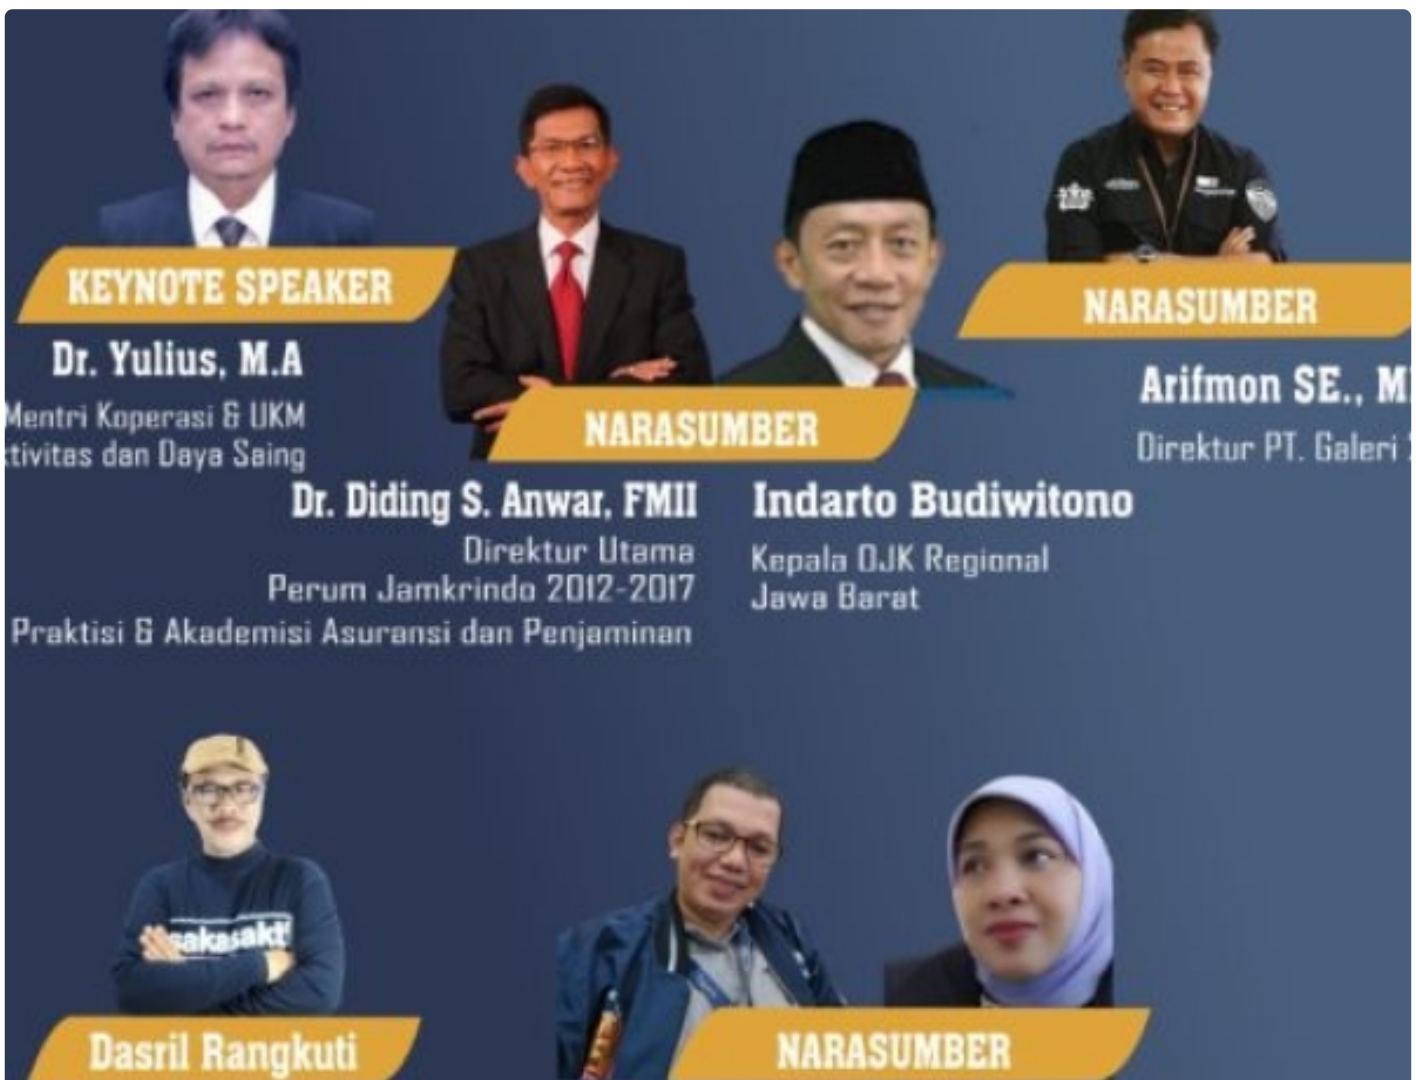 KEYNOTE SPEAKER
Dr. Yulius, M.A
Mentri Koperasi & UKM
ktivitas dan Daya Saing
NARASUMBER
Dr. Diding S. Anwar, FMII
Direktur Utama
Perum Jamkrindo 2012-2017
Praktisi & Akademisi Asuransi dan Penjaminan
Indarto Budiwitono
Kepala OJK Regional
Jawa Barat
NARASUMBER
Arifmon SE., M
Direktur PT. Galeri
sakasakti
Dasril Rangkuti
NARASUMBER